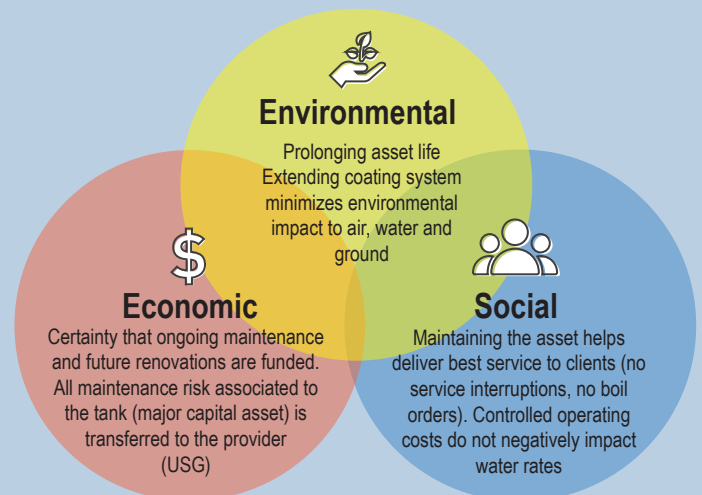 Environmental
Prolonging asset life
Extending coating system
minimizes environmental
impact to air, water and
ground
$
Economic
Certainty that ongoing maintenance
and future renovations are funded.
All maintenance risk associated to
the tank (major capital asset) is
transferred to the provider
(USG)
Social
Maintaining the asset helps
deliver best service to clients (no
service interruptions, no boil
orders). Controlled operating
costs do not negatively impact
water rates